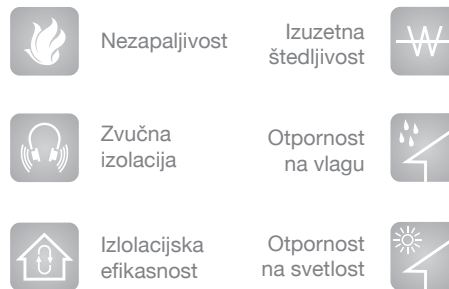 Nezapaljivost
Izuzetna
štedljivost
Zvučna
izolacija
Otpornost
na vlagu
Izlolacijska
efikasnost
Otpornost
na svetlost